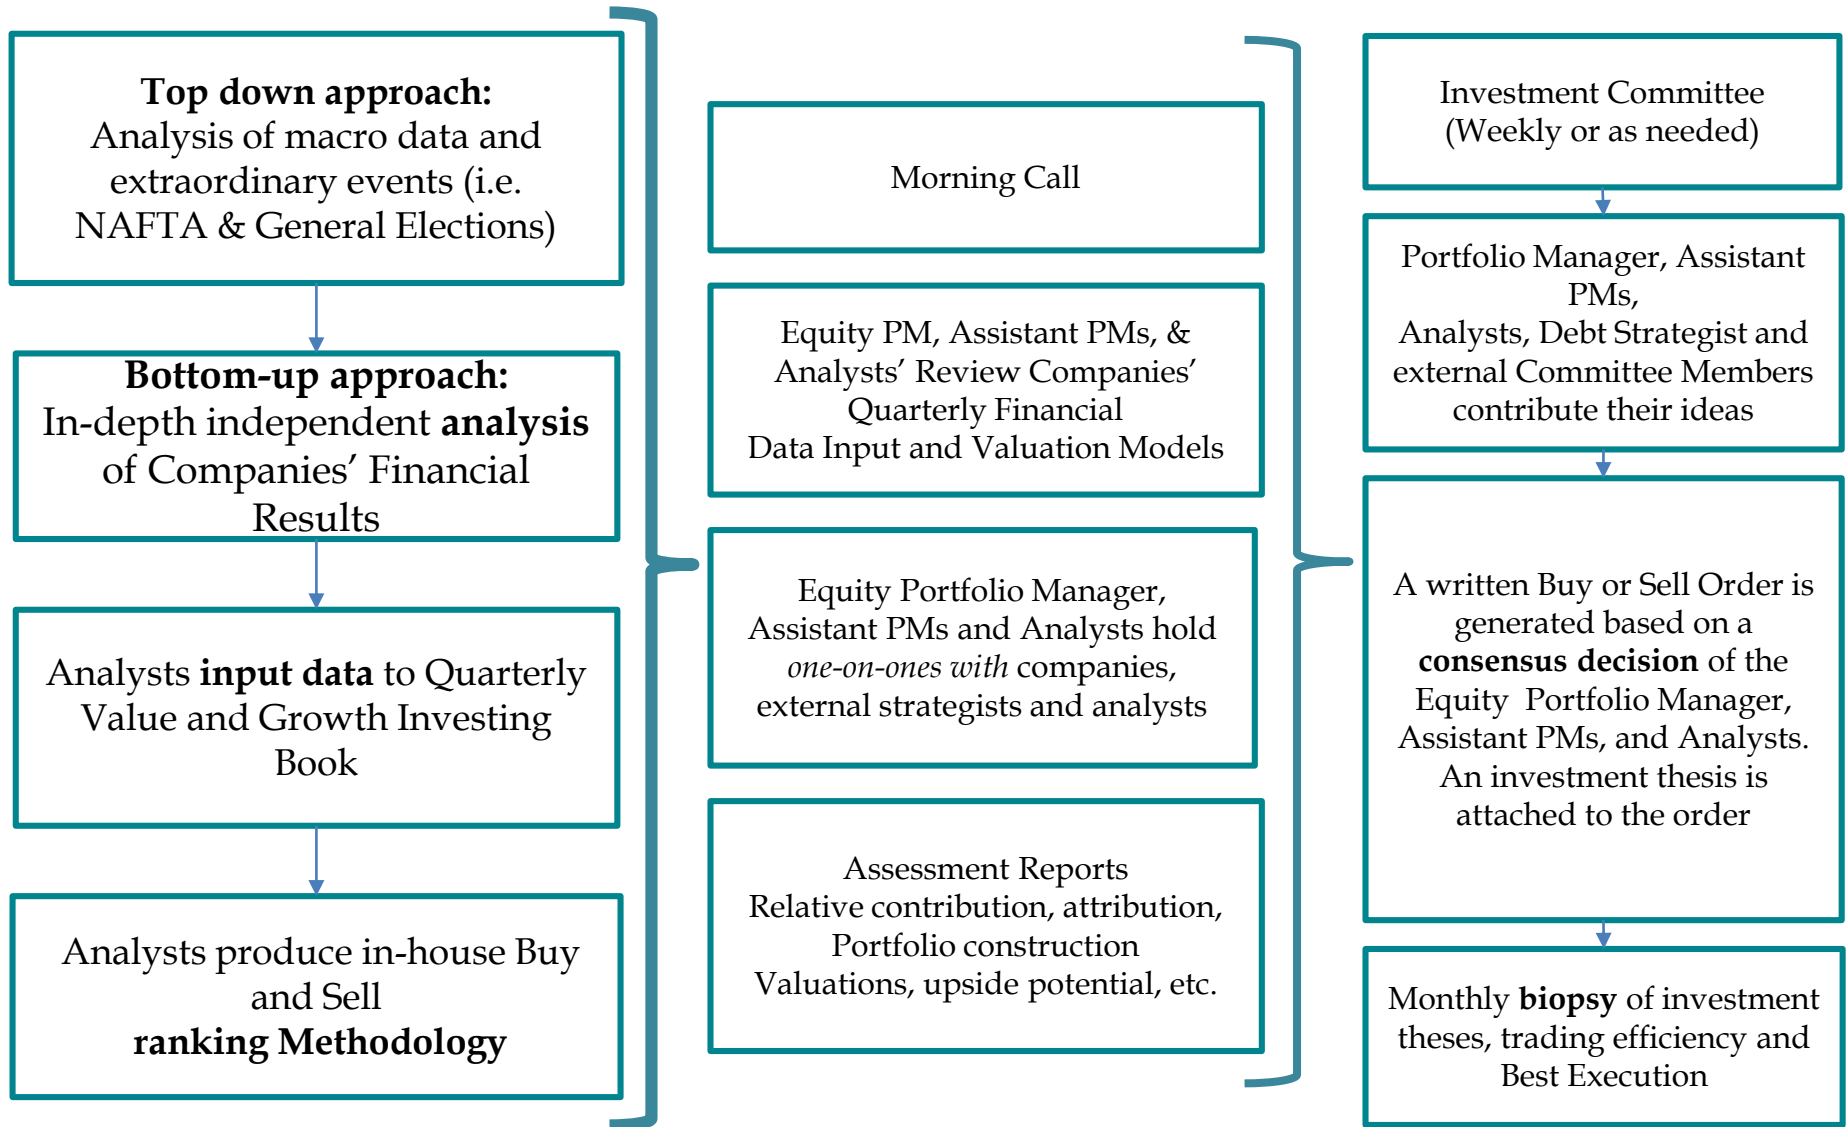 Top down approach:
Analysis of macro data and
extraordinary events (i.e.
NAFTA & General Elections)
Bottom-up approach:
In-depth independent analysis
of Companies’ Financial
Results
Analysts input data to Quarterly
Value and Growth Investing
Book
Analysts produce in-house Buy
and Sell
ranking Methodology
Morning Call
Equity PM, Assistant PMs, &
Analysts’ Review Companies’
Quarterly Financial
Data Input and Valuation Models
Equity Portfolio Manager,
Assistant PMs and Analysts hold
one-on-ones with companies,
external strategists and analysts
Assessment Reports
Relative contribution, attribution,
Portfolio construction
Valuations, upside potential, etc.
Investment Committee
(Weekly or as needed)
Portfolio Manager, Assistant
PMs,
Analysts, Debt Strategist and
external Committee Members
contribute their ideas
A written Buy or Sell Order is
generated based on a
consensus decision of the
Equity Portfolio Manager,
Assistant PMs, and Analysts.
An investment thesis is
attached to the order
Monthly biopsy of investment
theses, trading efficiency and
Best Execution